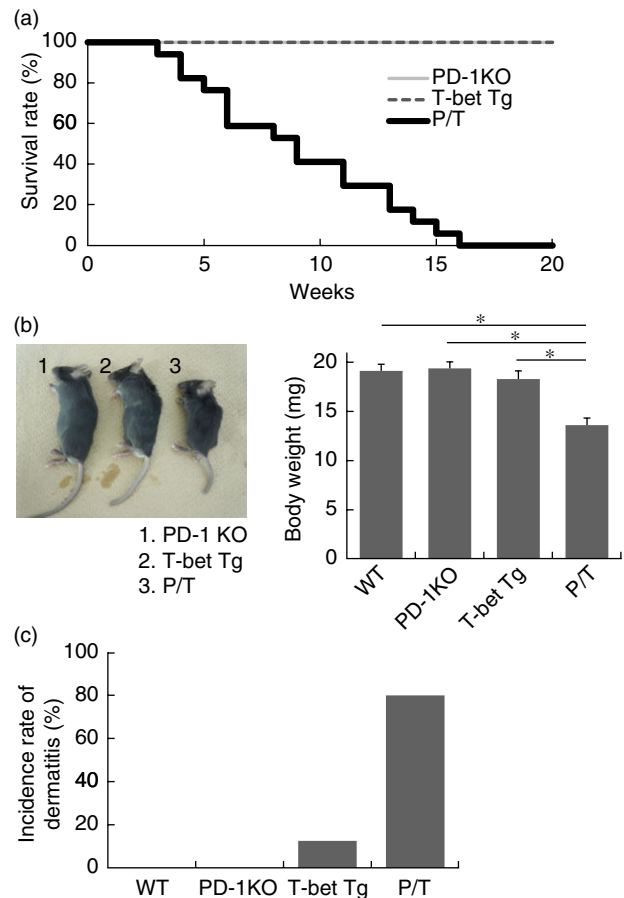 (a)
100
80
60
40
20
0
Survival rate (%)
PD-1KO
T-bet Tg
P/T
0 5 10 15 20
Weeks
(b)
1 2 3
1. PD-1 KO
2. T-bet Tg
3. P/T
* 
*
*
20
15
10
5
0
Body weight (mg)
WT PD-1KO T-bet Tg P/T
(c)
100
80
60
40
20
0
Incidence rate of
dermatitis (%)
WT PD-1KO T-bet Tg P/T